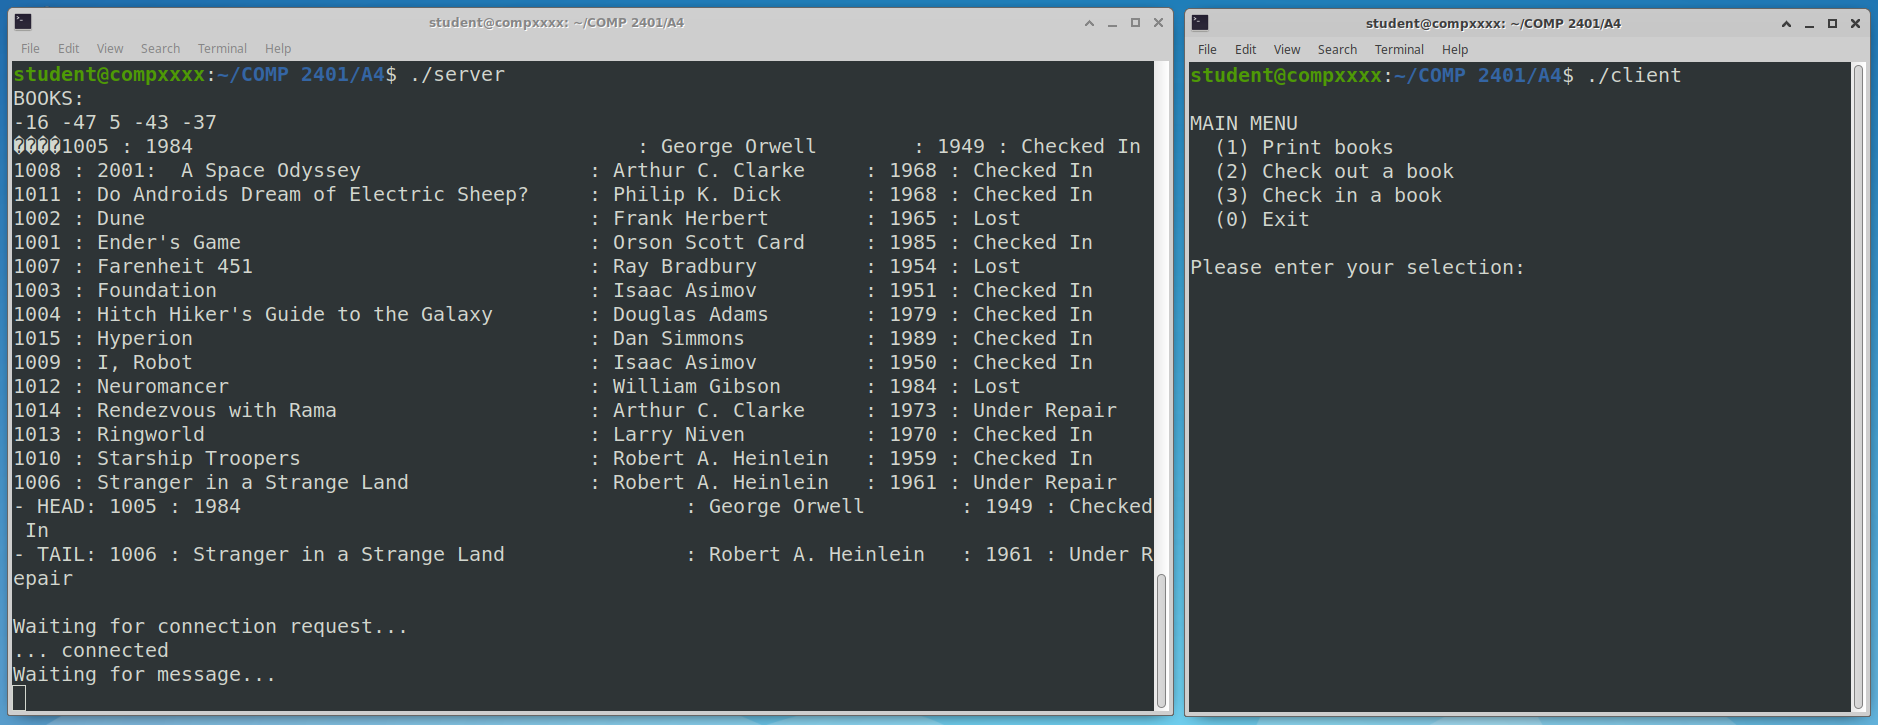 student@compxxxx: ~/COMP 2401/A4
File Edit View Search Terminal Help
student@compxxxx:~/COMP 2401/A4$ ./server
BOOKS:
-16 -47 5 -43 -37
����1005 : 1984 : George Orwell : 1949 : Checked In
1008 : 2001: A Space Odyssey : Arthur C. Clarke : 1968 : Checked In
1011 : Do Androids Dream of Electric Sheep? : Philip K. Dick : 1968 : Checked In
1002 : Dune : Frank Herbert : 1965 : Lost
1001 : Ender's Game : Orson Scott Card : 1985 : Checked In
1007 : Farenheit 451 : Ray Bradbury : 1954 : Lost
1003 : Foundation : Isaac Asimov : 1951 : Checked In
1004 : Hitch Hiker's Guide to the Galaxy : Douglas Adams : 1979 : Checked In
1015 : Hyperion : Dan Simmons : 1989 : Checked In
1009 : I, Robot : Isaac Asimov : 1950 : Checked In
1012 : Neuromancer : William Gibson : 1984 : Lost
1014 : Rendezvous with Rama : Arthur C. Clarke : 1973 : Under Repair
1013 : Ringworld : Larry Niven : 1970 : Checked In
1010 : Starship Troopers : Robert A. Heinlein : 1959 : Checked In
1006 : Stranger in a Strange Land : Robert A. Heinlein : 1961 : Under Repair
- HEAD: 1005 : 1984 : George Orwell : 1949 : Checked
In
- TAIL: 1006 : Stranger in a Strange Land : Robert A. Heinlein : 1961 : Under R
epair
Waiting for connection request...
... connected
Waiting for message...
student@compxxxx: ~/COMP 2401/A4
File Edit View Search Terminal Help
student@compxxxx:~/COMP 2401/A4$ ./client
MAIN MENU
(1) Print books
(2) Check out a book
(3) Check in a book
(0) Exit
Please enter your selection: